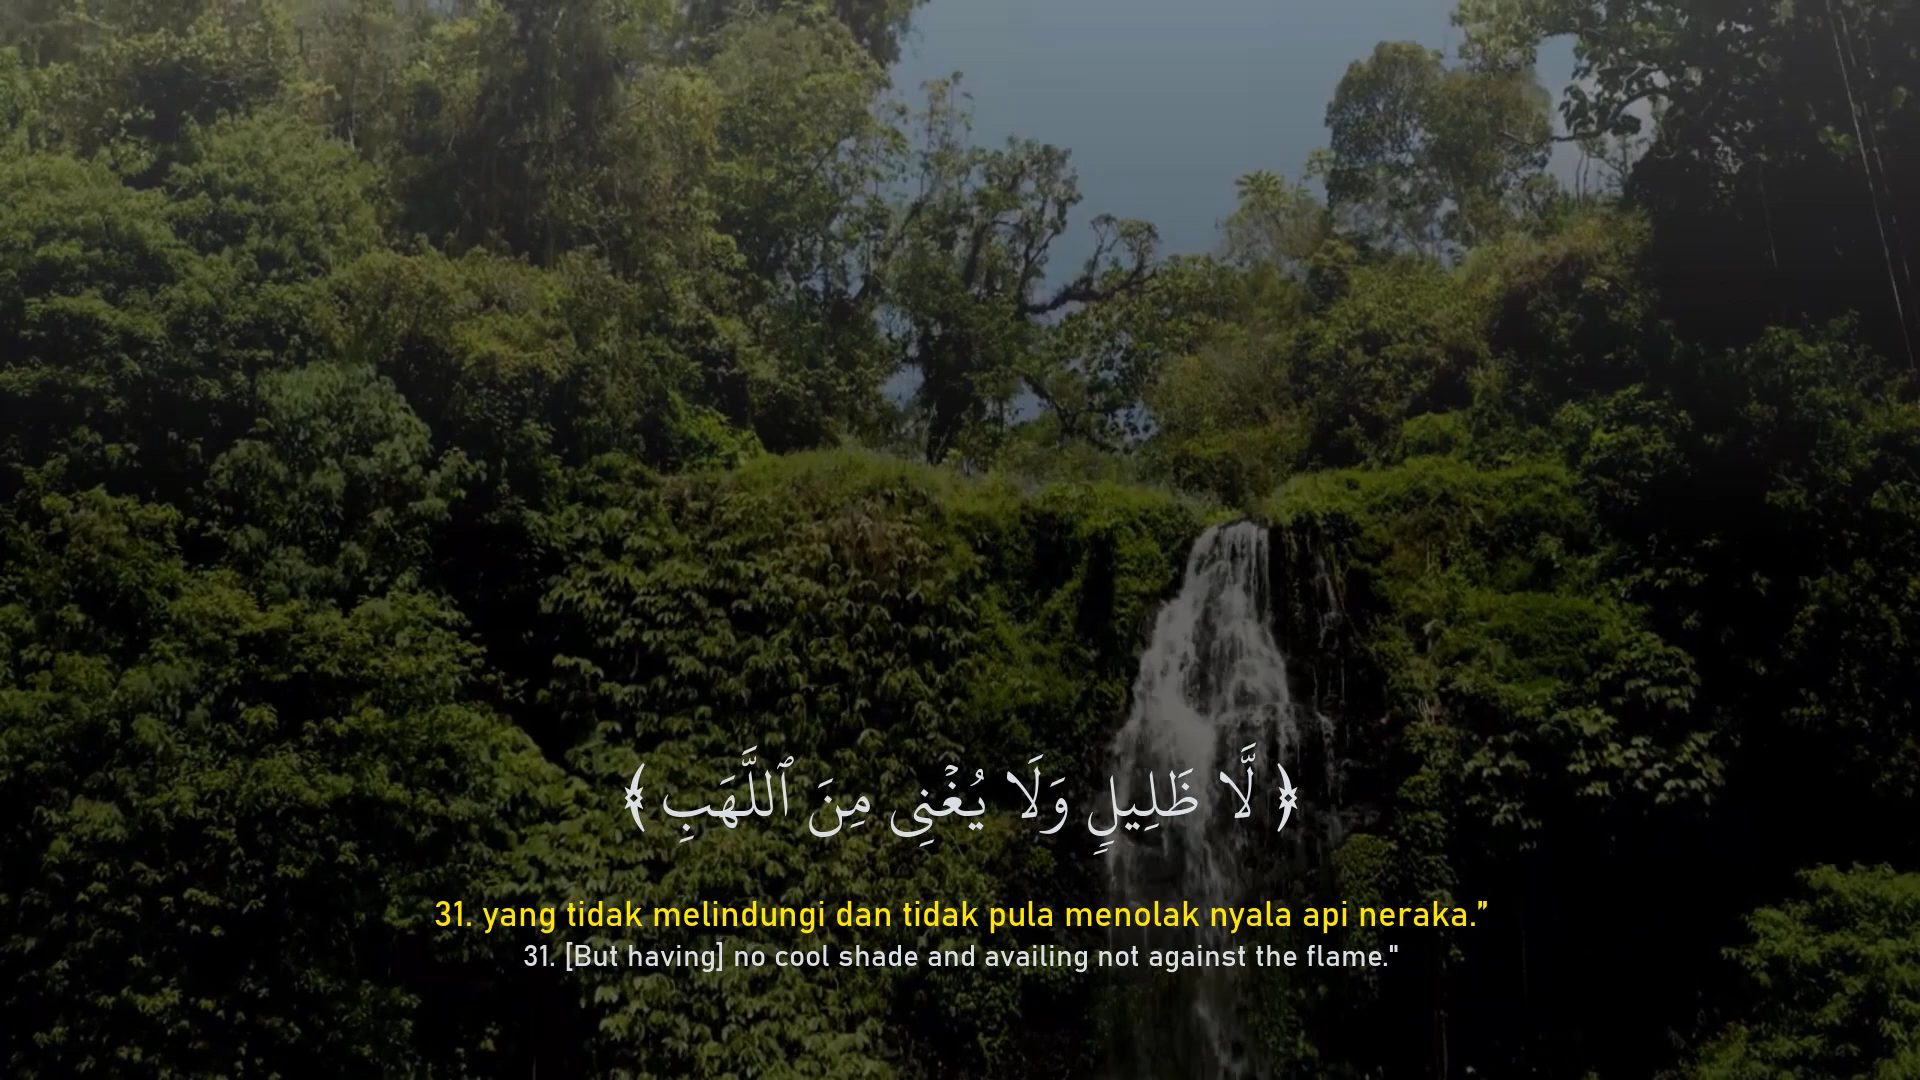 ﴿ لَّا ظَلِيلٍ وَلَا يُغْنِى مِنَ ٱللَّهَبِ ﴾
31. yang tidak melindungi dan tidak pula menolak nyala api neraka.”
31. [But having] no cool shade and availing not against the flame."